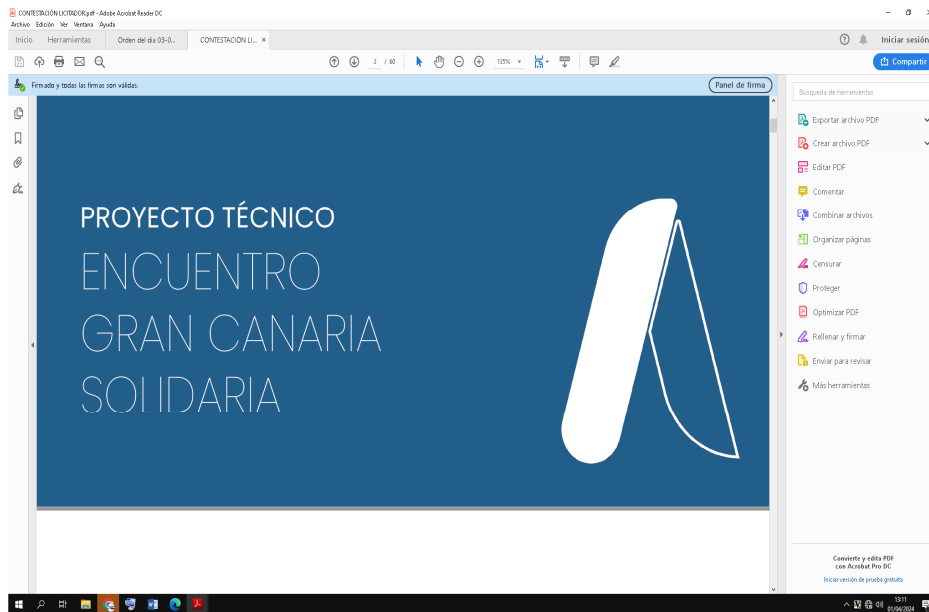 CONTESTACIÓN LICITADOR.pdf - Adobe Acrobat Reader DC
Archivo Edición Ver Ventana Ayuda
Inicio Herramientas Orden del dia 03-0... CONTESTACIÓN LI... × Iniciar sesión
2 / 60 125% Compartir
Firmado y todas las firmas son válidas. Panel de firma
PROYECTO TÉCNICO
ENCUENTRO
GRAN CANARIA
SOLIDARIA
Búsqueda de herramientas
Exportar archivo PDF
Crear archivo PDF
Editar PDF
Comentar
Combinar archivos
Organizar páginas
Censurar
Proteger
Optimizar PDF
Rellenar y firmar
Enviar para revisar
Más herramientas
Convierte y edita PDF
con Acrobat Pro DC
Iniciar versión de prueba gratuita
13:11
01/04/2024